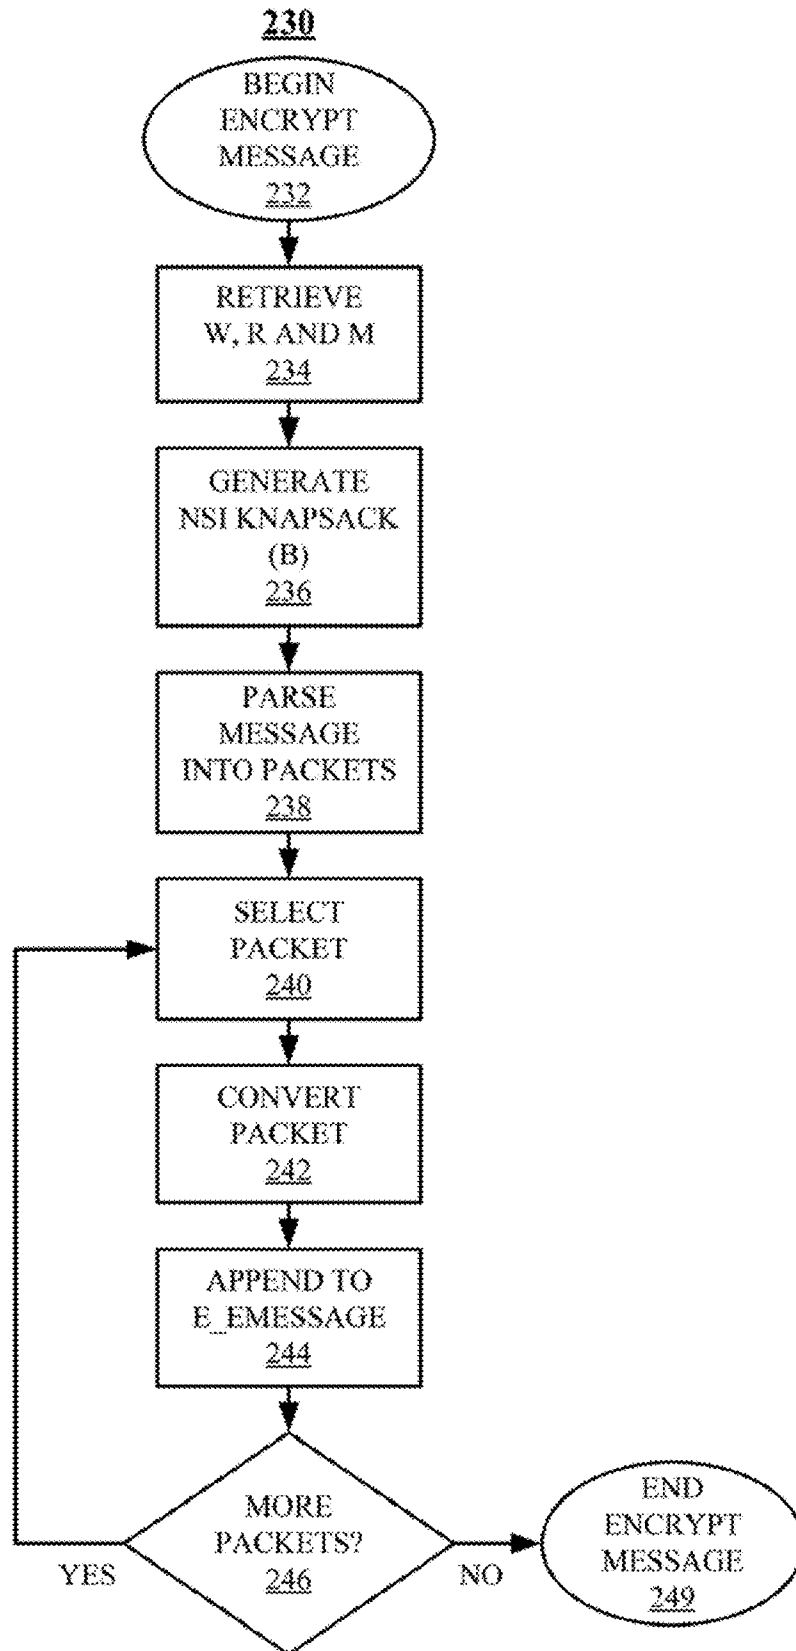 230
BEGIN
ENCRYPT
MESSAGE
232
RETRIEVE
W, R AND M
234
GENERATE
NSI KNAPSACK
(B)
236
PARSE
MESSAGE
INTO PACKETS
238
SELECT
PACKET
240
CONVERT
PACKET
242
APPEND TO
E_EMESSAGE
244
MORE
PACKETS?
246
YES
NO
END
ENCRYPT
MESSAGE
249